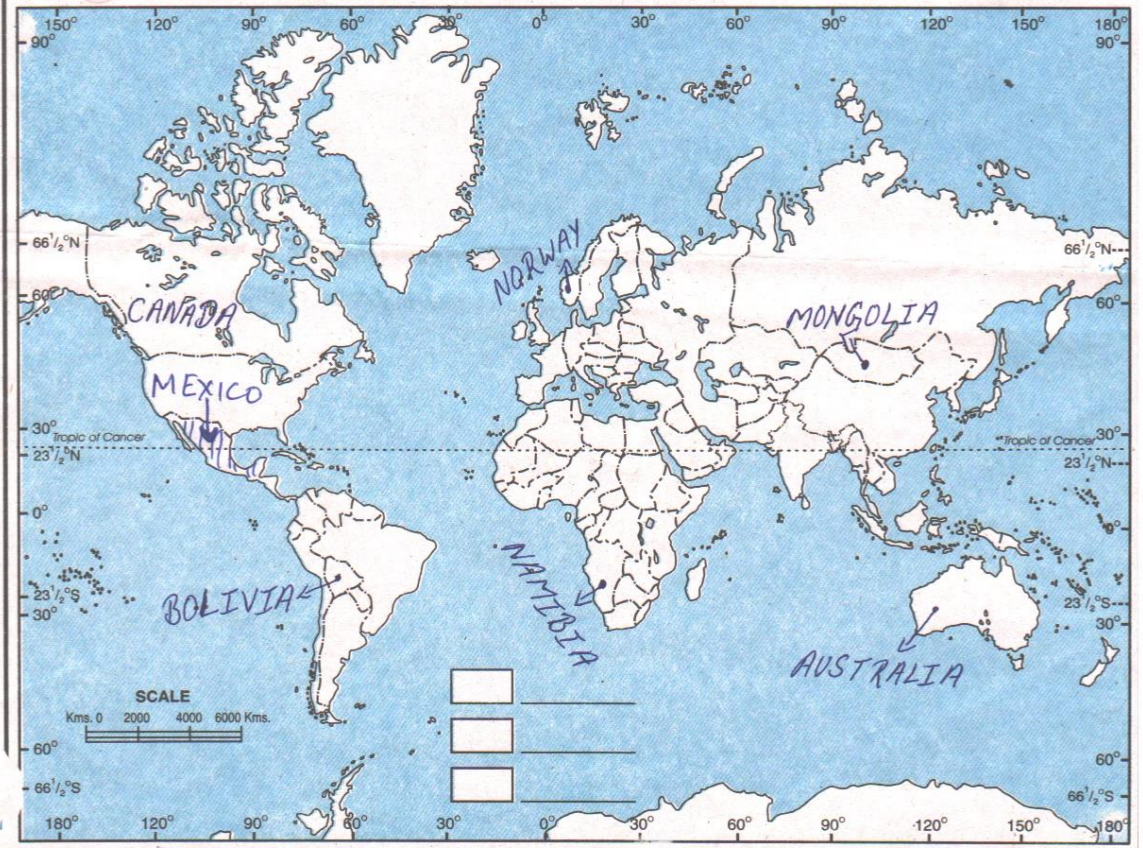 150° 120° 90° 60° 30° 0° 30° 60° 90° 120° 150° 180°
90° 90°
66½°N 66½°N
60° 60°
NORWAY
CANADA
MONGOLIA
MEXICO
30° 30°
Tropic of Cancer Tropic of Cancer
23½°N 23½°N
0° 0°
NAMIBIA
BOLIVIA
23½°S 23½°S
30° 30°
AUSTRALIA
SCALE
Kms. 0 2000 4000 6000 Kms.
60° 60°
66½°S 66½°S
180° 150° 120° 90° 60° 30° 0° 30° 60° 90° 120° 150° 180°